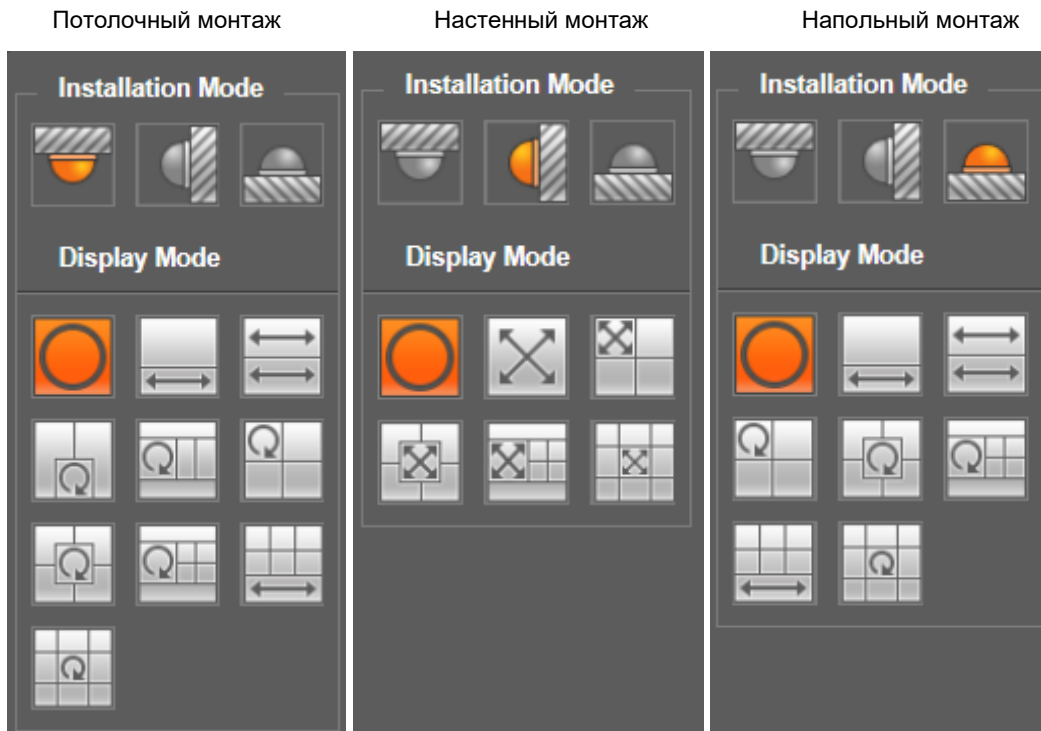 Потолочный монтаж
Настенный монтаж
Напольный монтаж
Installation Mode
Installation Mode
Installation Mode
Display Mode
Display Mode
Display Mode